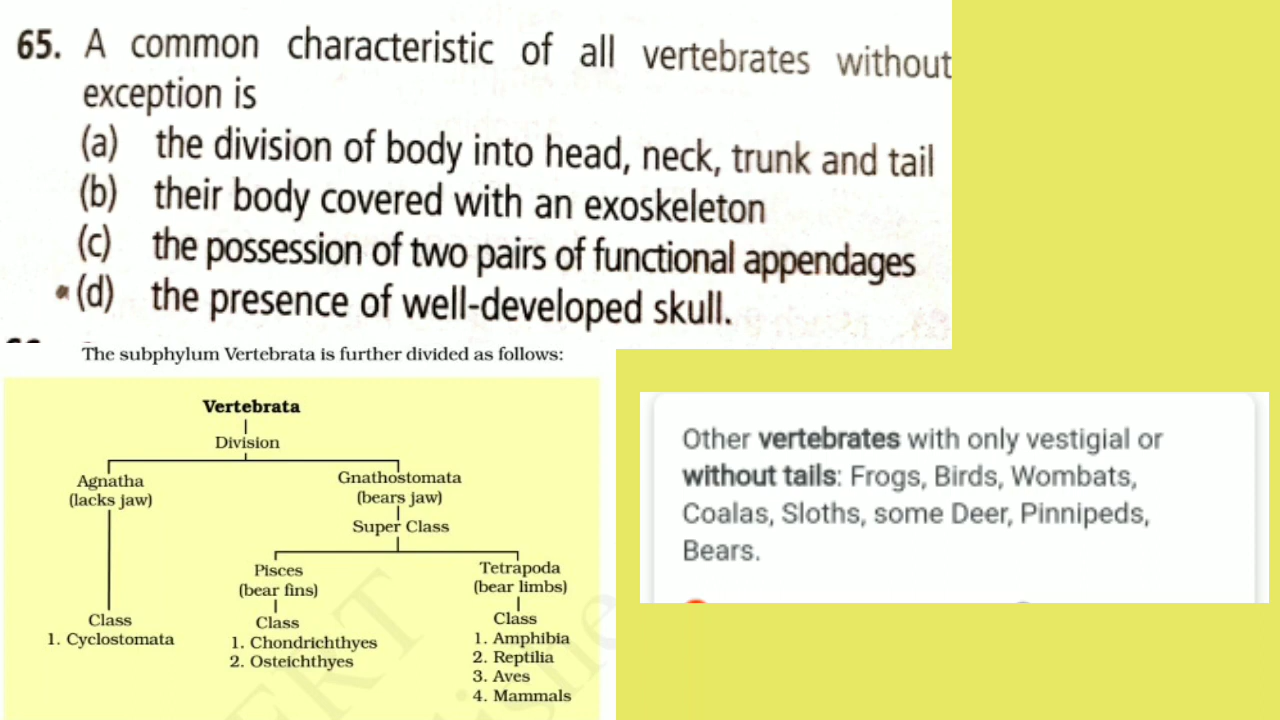 65. A common characteristic of all vertebrates without
exception is
(a) the division of body into head, neck, trunk and tail
(b) their body covered with an exoskeleton
(c) the possession of two pairs of functional appendages
(d) the presence of well-developed skull.
The subphylum Vertebrata is further divided as follows:
Vertebrata
Division
Agnatha
(lacks jaw)
Gnathostomata
(bears jaw)
Super Class
Pisces
(bear fins)
Tetrapoda
(bear limbs)
Class
1. Cyclostomata
Class
1. Chondrichthyes
2. Osteichthyes
Class
1. Amphibia
2. Reptilia
3. Aves
4. Mammals
Other vertebrates with only vestigial or
without tails: Frogs, Birds, Wombats,
Coalas, Sloths, some Deer, Pinnipeds,
Bears.